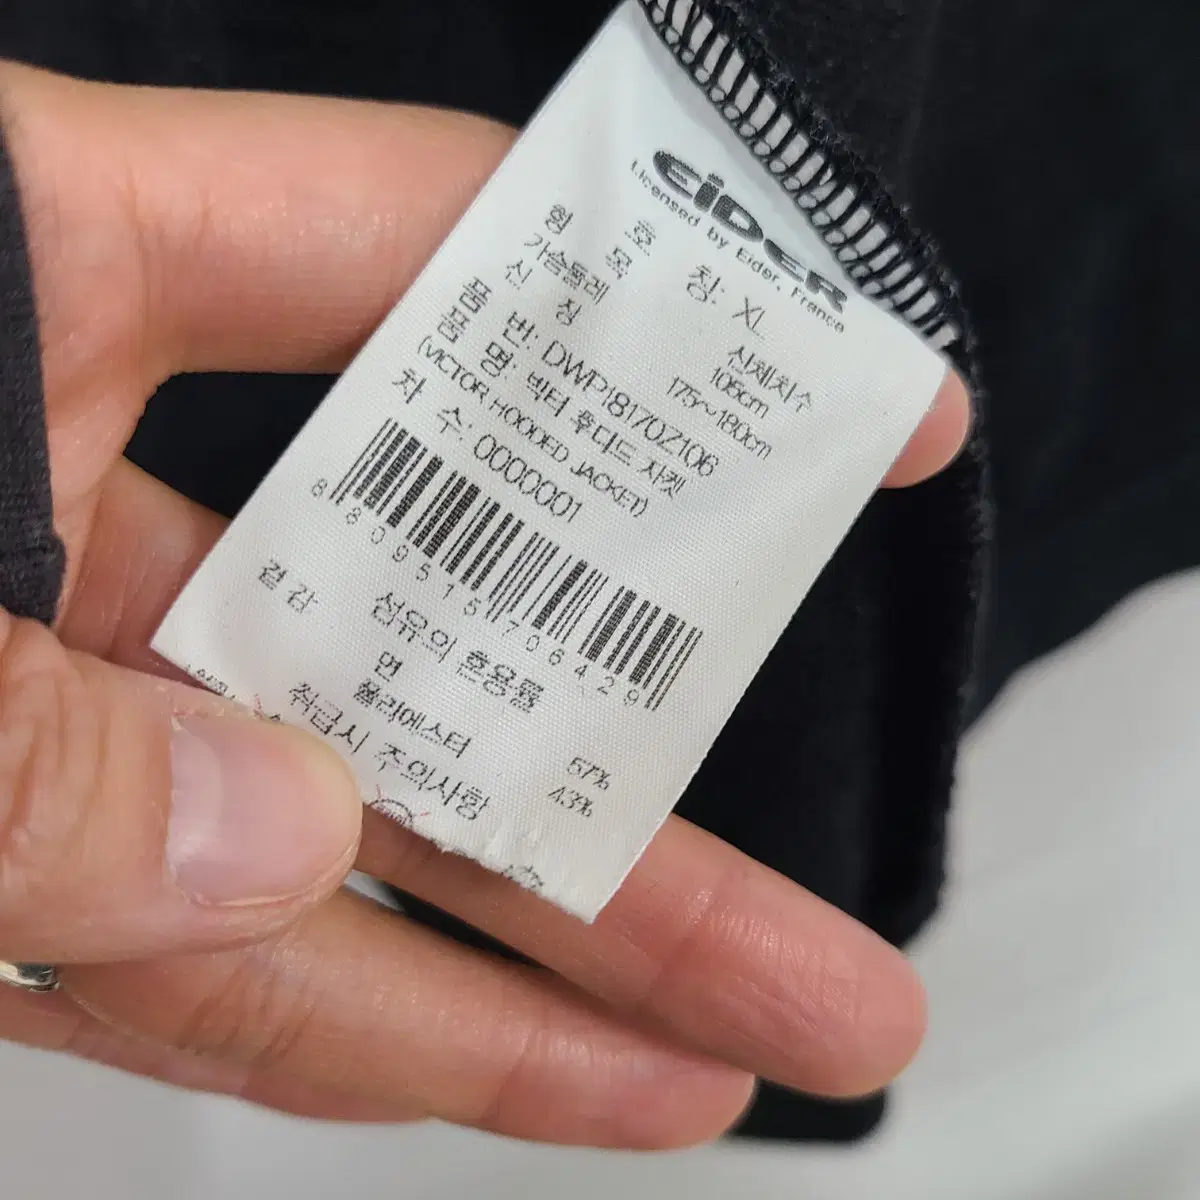 EiDER
Licensed by Eider, France
호 칭: XL
항 목 신체치수
가슴둘레 105cm
신 장 175~180cm
품 번: DWP18170Z106
품 명: 빅터 후디드 자켓
(VICTOR HOODED JACKET)
차 수: 0000001
8 809515 706429
섬유의 혼용률
겉감 면 57%
폴리에스터 43%
취급시 주의사항